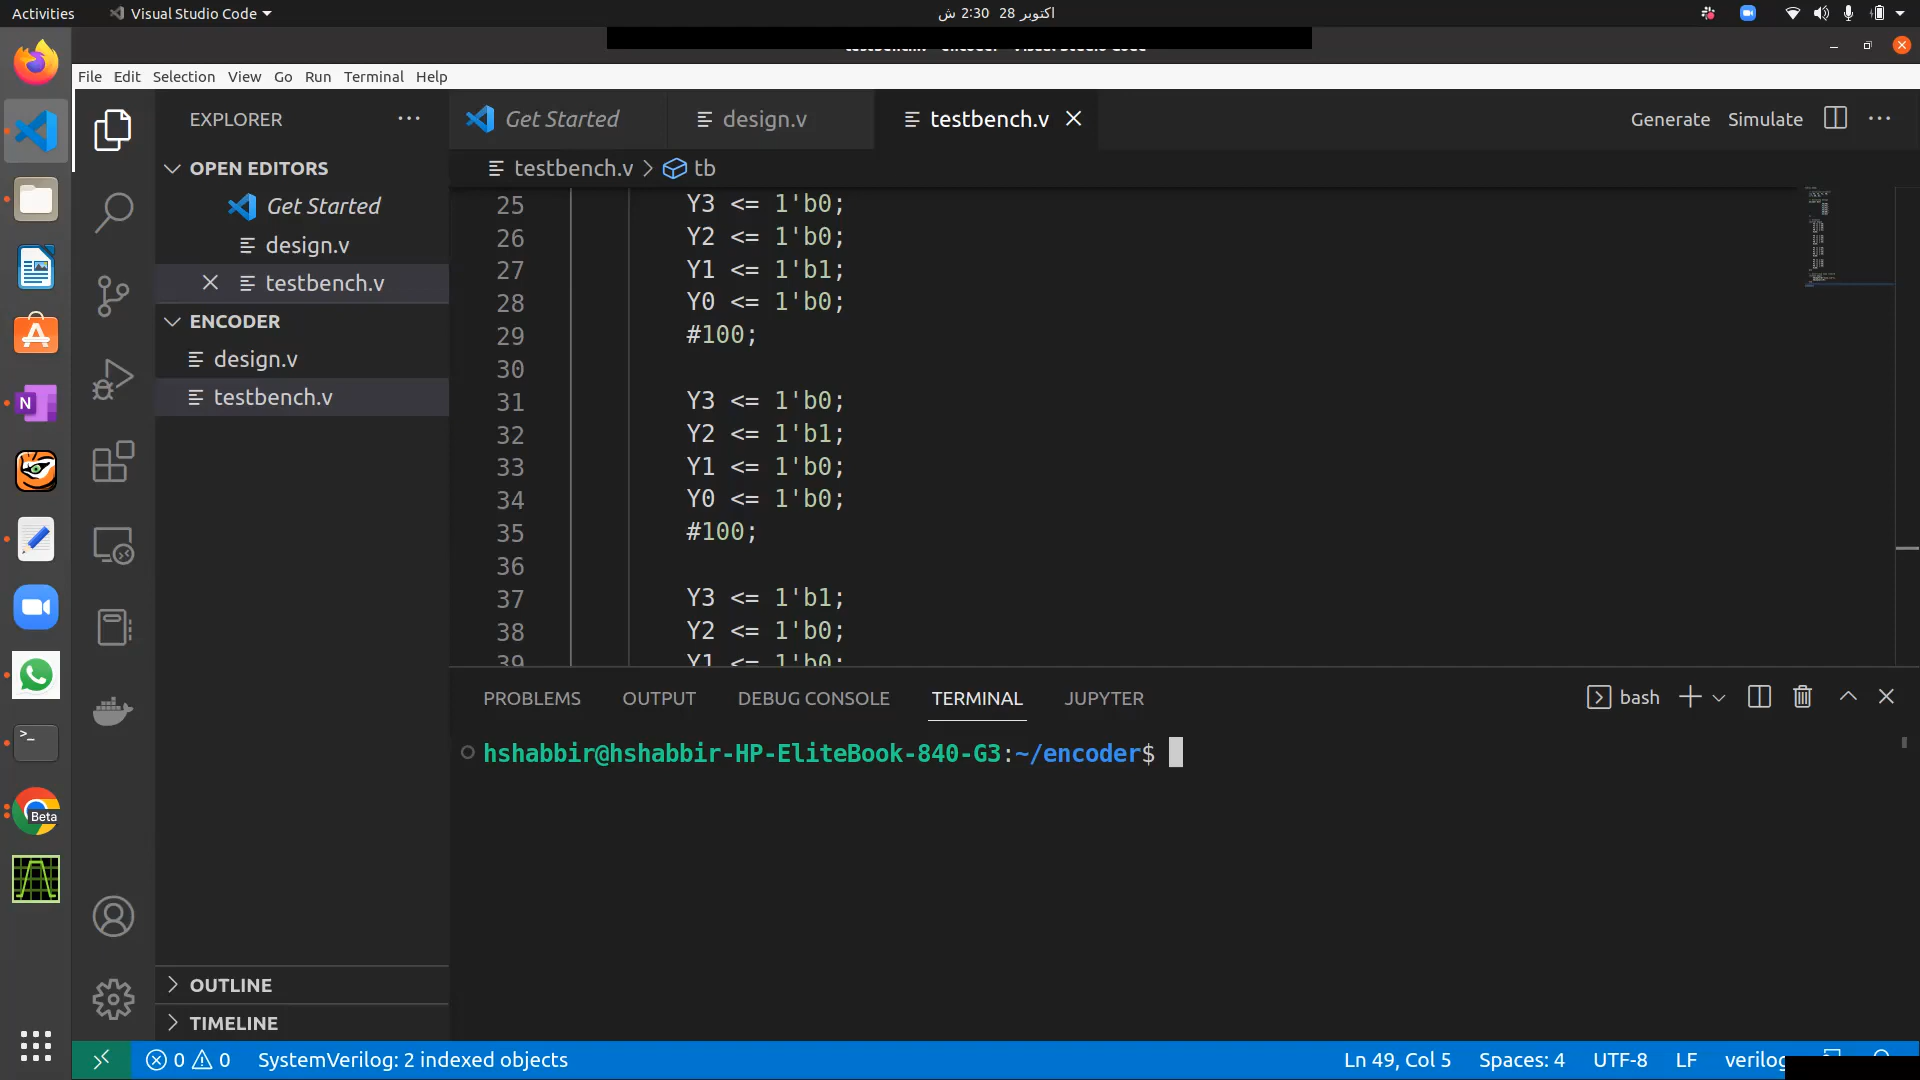 Activities
Visual Studio Code
اکتوبر 28  2:30 ش
File Edit Selection View Go Run Terminal Help
EXPLORER
OPEN EDITORS
Get Started
design.v
testbench.v
ENCODER
design.v
testbench.v
OUTLINE
TIMELINE
Get Started
design.v
testbench.v
Generate Simulate
testbench.v > tb
25 Y3 <= 1'b0;
26 Y2 <= 1'b0;
27 Y1 <= 1'b1;
28 Y0 <= 1'b0;
29 #100;
30
31 Y3 <= 1'b0;
32 Y2 <= 1'b1;
33 Y1 <= 1'b0;
34 Y0 <= 1'b0;
35 #100;
36
37 Y3 <= 1'b1;
38 Y2 <= 1'b0;
39 Y1 <= 1'b0;
PROBLEMS OUTPUT DEBUG CONSOLE TERMINAL JUPYTER
bash
hshabbir@hshabbir-HP-EliteBook-840-G3:~/encoder$
N
>_
Beta
0 0 SystemVerilog: 2 indexed objects
Ln 49, Col 5 Spaces: 4 UTF-8 LF